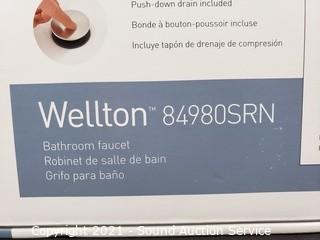 Push-down drain included
Bonde à bouton-poussoir incluse
Incluye tapón de drenaje de compresión
Wellton™ 84980SRN
Bathroom faucet
Robinet de salle de bain
Grifo para baño
Copyright 2021 - Sound Auction Service